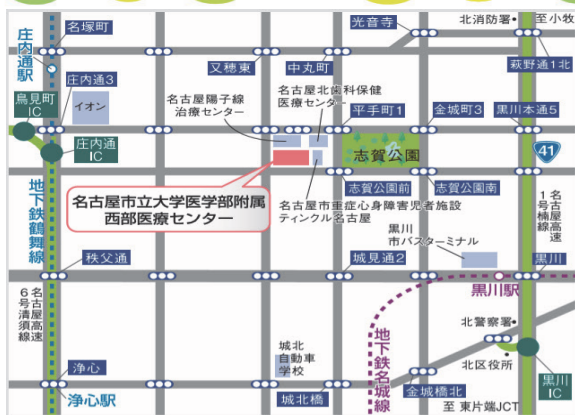 名塚町
庄内通駅
光音寺
北消防署
至小牧
又穂東
中丸町
萩野通1北
庄内通3
鳥見町
IC
イオン
名古屋陽子線
治療センター
名古屋北歯科保健
医療センター
平手町1
金城町3
黒川本通5
庄内通
IC
志賀公園
41
地下鉄鶴舞線
名古屋市立大学医学部附属
西部医療センター
志賀公園前
志賀公園南
名古屋市重症心身障害児者施設
ティンクル名古屋
名古屋高速
1号楠線
黒川
市バスターミナル
秩父通
城見通2
黒川
黒川駅
名古屋高速
6号清須線
地下鉄名城線
北警察署
城北
自動車
学校
北区役所
浄心
浄心駅
城北橋
金城橋北
黒川
IC
至 東片端JCT